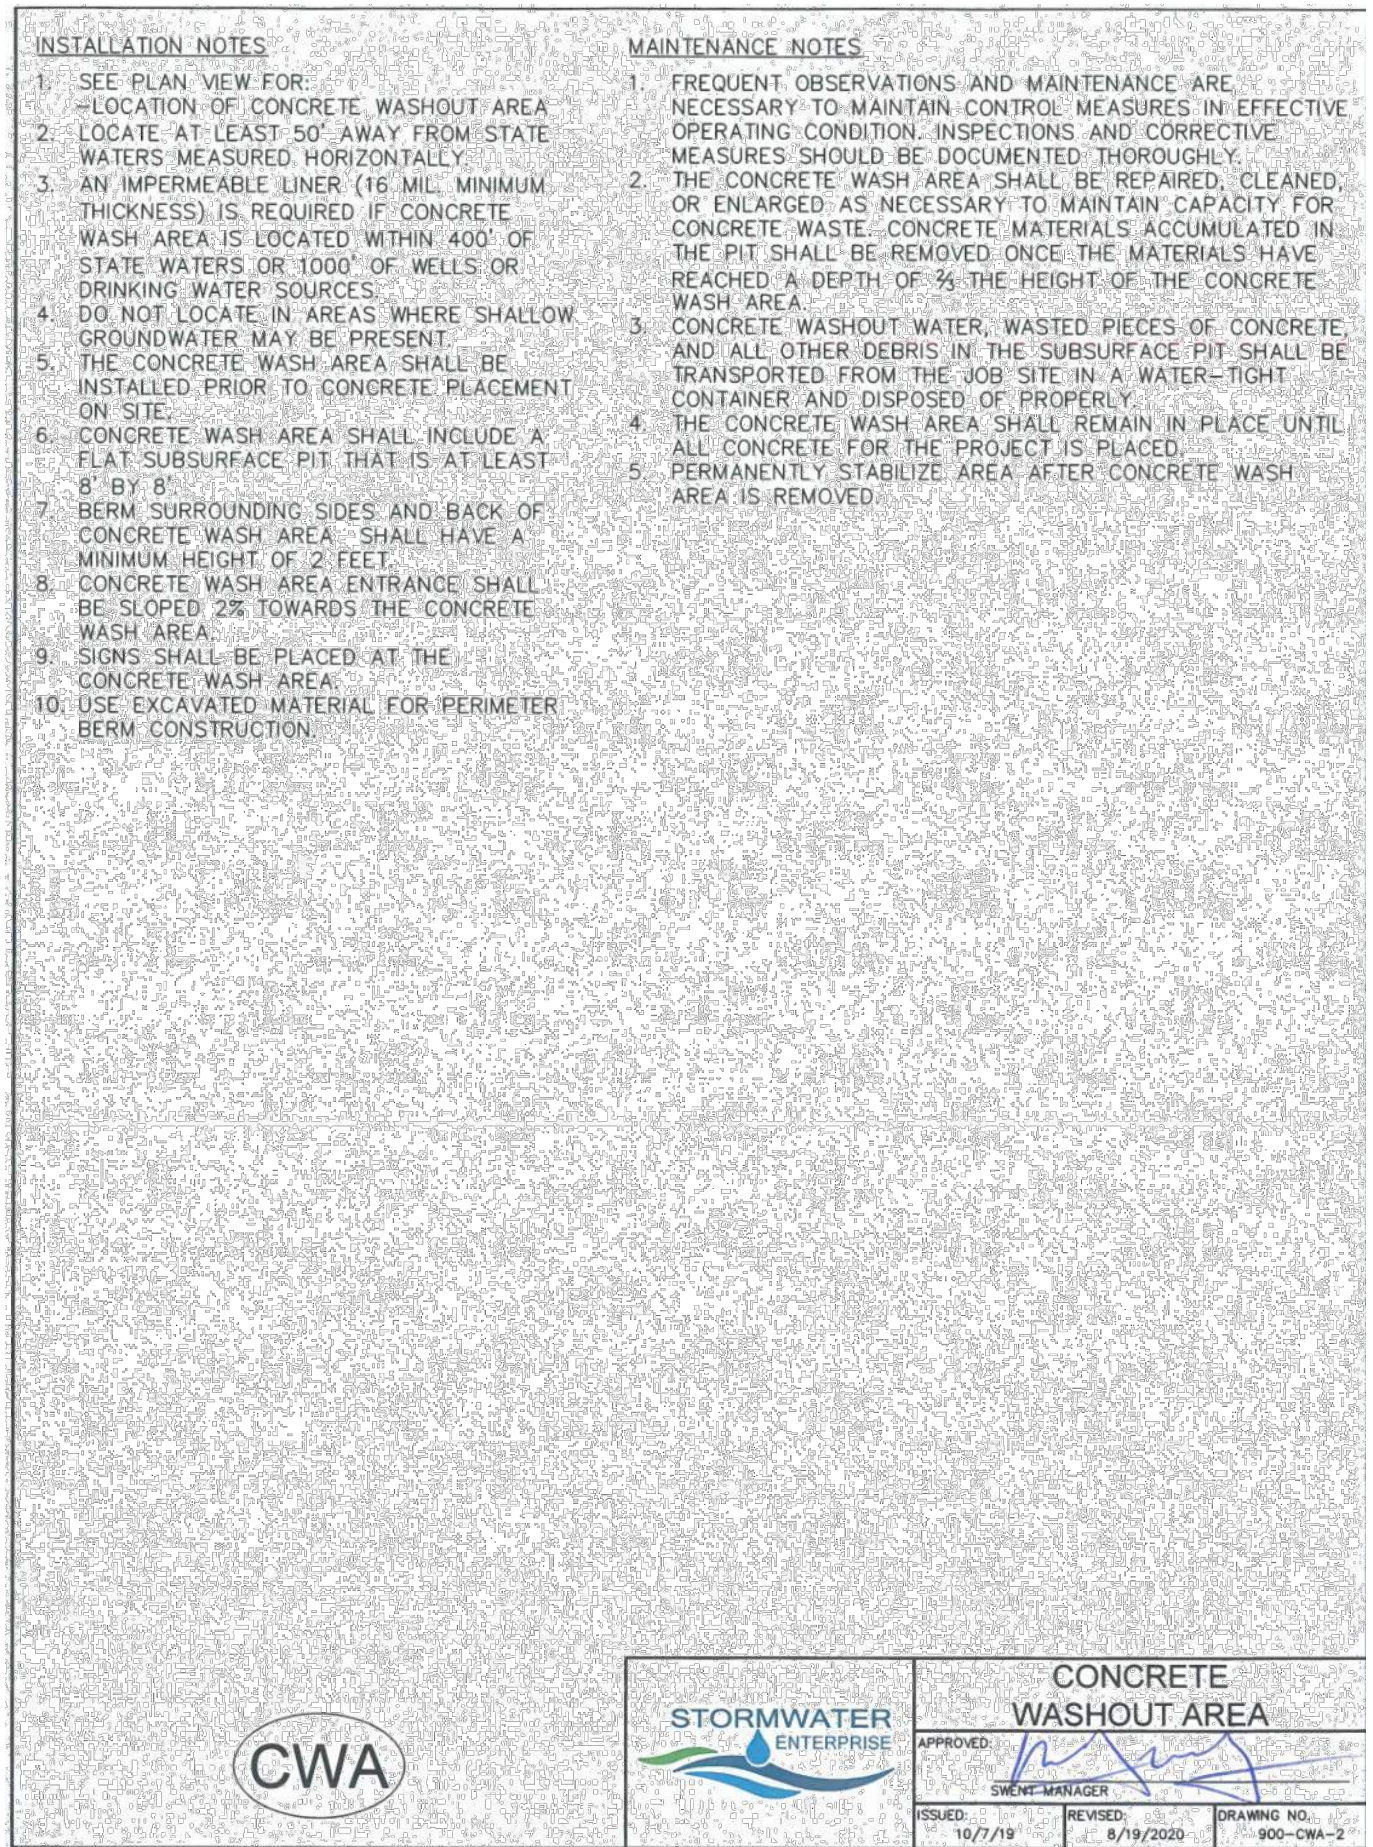 INSTALLATION NOTES
1. SEE PLAN VIEW FOR:
-LOCATION OF CONCRETE WASHOUT AREA
2. LOCATE AT LEAST 50' AWAY FROM STATE
WATERS MEASURED HORIZONTALLY.
3. AN IMPERMEABLE LINER (16 MIL. MINIMUM
THICKNESS) IS REQUIRED IF CONCRETE
WASH AREA IS LOCATED WITHIN 400' OF
STATE WATERS OR 1000' OF WELLS OR
DRINKING WATER SOURCES.
4. DO NOT LOCATE IN AREAS WHERE SHALLOW
GROUNDWATER MAY BE PRESENT.
5. THE CONCRETE WASH AREA SHALL BE
INSTALLED PRIOR TO CONCRETE PLACEMENT
ON SITE.
6. CONCRETE WASH AREA SHALL INCLUDE A
FLAT SUBSURFACE PIT THAT IS AT LEAST
8' BY 8'.
7. BERM SURROUNDING SIDES AND BACK OF
CONCRETE WASH AREA SHALL HAVE A
MINIMUM HEIGHT OF 2 FEET.
8. CONCRETE WASH AREA ENTRANCE SHALL
BE SLOPED 2% TOWARDS THE CONCRETE
WASH AREA.
9. SIGNS SHALL BE PLACED AT THE
CONCRETE WASH AREA.
10. USE EXCAVATED MATERIAL FOR PERIMETER
BERM CONSTRUCTION.
MAINTENANCE NOTES
1. FREQUENT OBSERVATIONS AND MAINTENANCE ARE
NECESSARY TO MAINTAIN CONTROL MEASURES IN EFFECTIVE
OPERATING CONDITION. INSPECTIONS AND CORRECTIVE
MEASURES SHOULD BE DOCUMENTED THOROUGHLY.
2. THE CONCRETE WASH AREA SHALL BE REPAIRED, CLEANED,
OR ENLARGED AS NECESSARY TO MAINTAIN CAPACITY FOR
CONCRETE WASTE. CONCRETE MATERIALS ACCUMULATED IN
THE PIT SHALL BE REMOVED ONCE THE MATERIALS HAVE
REACHED A DEPTH OF ⅔ THE HEIGHT OF THE CONCRETE
WASH AREA.
3. CONCRETE WASHOUT WATER, WASTED PIECES OF CONCRETE,
AND ALL OTHER DEBRIS IN THE SUBSURFACE PIT SHALL BE
TRANSPORTED FROM THE JOB SITE IN A WATER-TIGHT
CONTAINER AND DISPOSED OF PROPERLY.
4. THE CONCRETE WASH AREA SHALL REMAIN IN PLACE UNTIL
ALL CONCRETE FOR THE PROJECT IS PLACED.
5. PERMANENTLY STABILIZE AREA AFTER CONCRETE WASH
AREA IS REMOVED.
CWA
STORMWATER
ENTERPRISE
CONCRETE
WASHOUT AREA
APPROVED:
SWENT MANAGER
ISSUED:
10/7/19
REVISED:
8/19/2020
DRAWING NO.
900-CWA-2